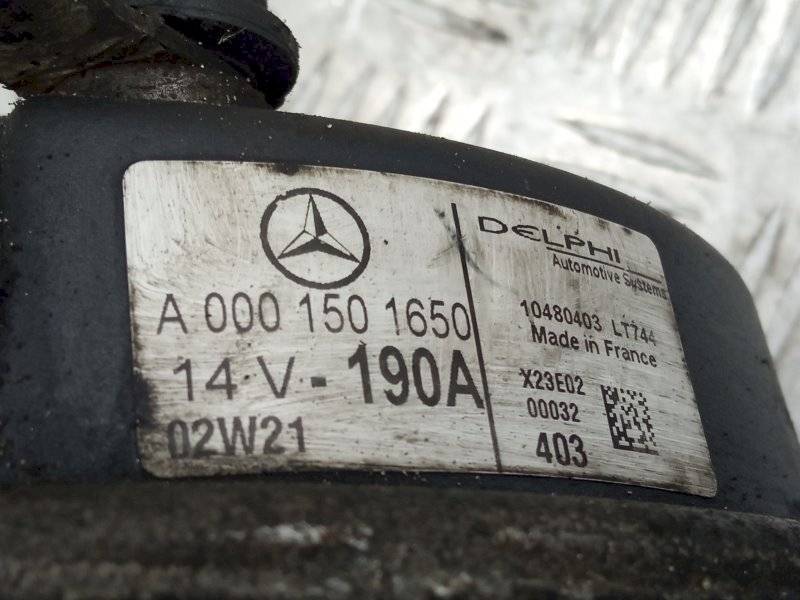 A 000 150 1650
14 V - 190A
02W21
DELPHI
Automotive Systems
10480403 LT744
Made in France
X23E02
00032
403